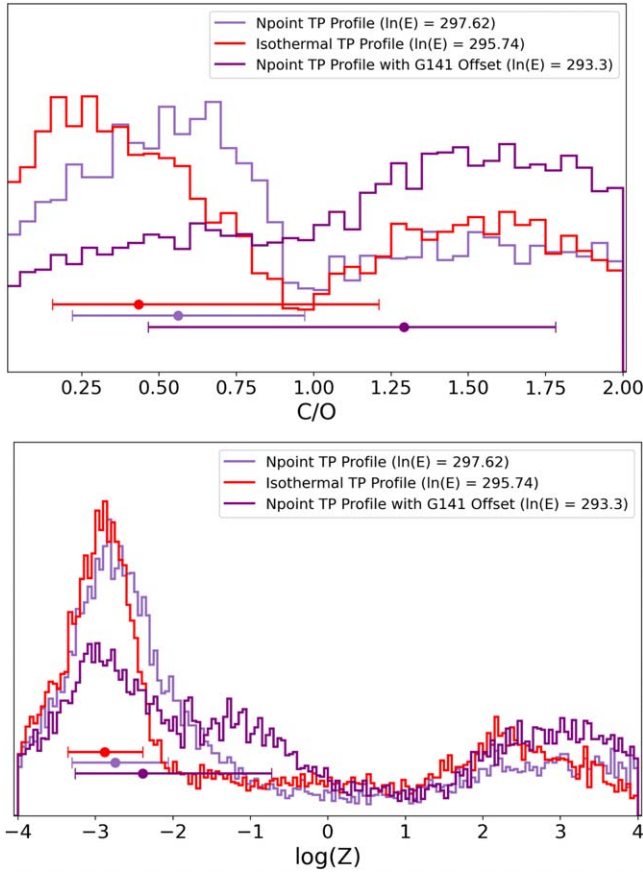 Npoint TP Profile (ln(E) = 297.62)
Isothermal TP Profile (ln(E) = 295.74)
Npoint TP Profile with G141 Offset (ln(E) = 293.3)
0.25 0.50 0.75 1.00 1.25 1.50 1.75 2.00
C/O
Npoint TP Profile (ln(E) = 297.62)
Isothermal TP Profile (ln(E) = 295.74)
Npoint TP Profile with G141 Offset (ln(E) = 293.3)
−4 −3 −2 −1 0 1 2 3 4
log(Z)